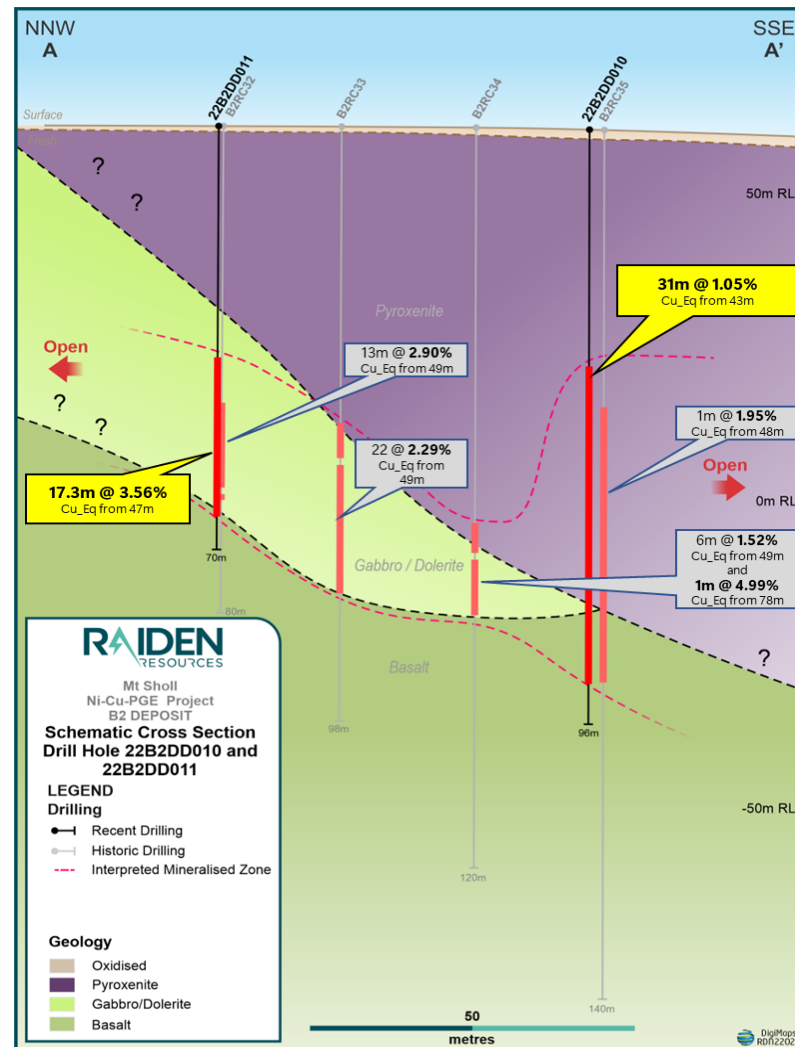 NNW
A
SSE
A'
22B2DD011
B2RC32
B2RC33
B2RC34
22B2DD010
B2RC35
Surface
Fresh
?
?
50m RL
31m @ 1.05%
Cu_Eq from 43m
Pyroxenite
Open
13m @ 2.90%
Cu_Eq from 49m
?
?
1m @ 1.95%
Cu_Eq from 48m
22 @ 2.29%
Cu_Eq from
49m
Open
17.3m @ 3.56%
Cu_Eq from 47m
0m RL
6m @ 1.52%
Cu_Eq from 49m
and
1m @ 4.99%
Cu_Eq from 78m
70m
Gabbro / Dolerite
80m
Basalt
?
98m
96m
-50m RL
120m
140m
RAIDEN
RESOURCES
Mt Sholl
Ni-Cu-PGE Project
B2 DEPOSIT
Schematic Cross Section
Drill Hole 22B2DD010 and
22B2DD011
LEGEND
Drilling
Recent Drilling
Historic Drilling
Interpreted Mineralised Zone
Geology
Oxidised
Pyroxenite
Gabbro/Dolerite
Basalt
50
metres
DigiMaps